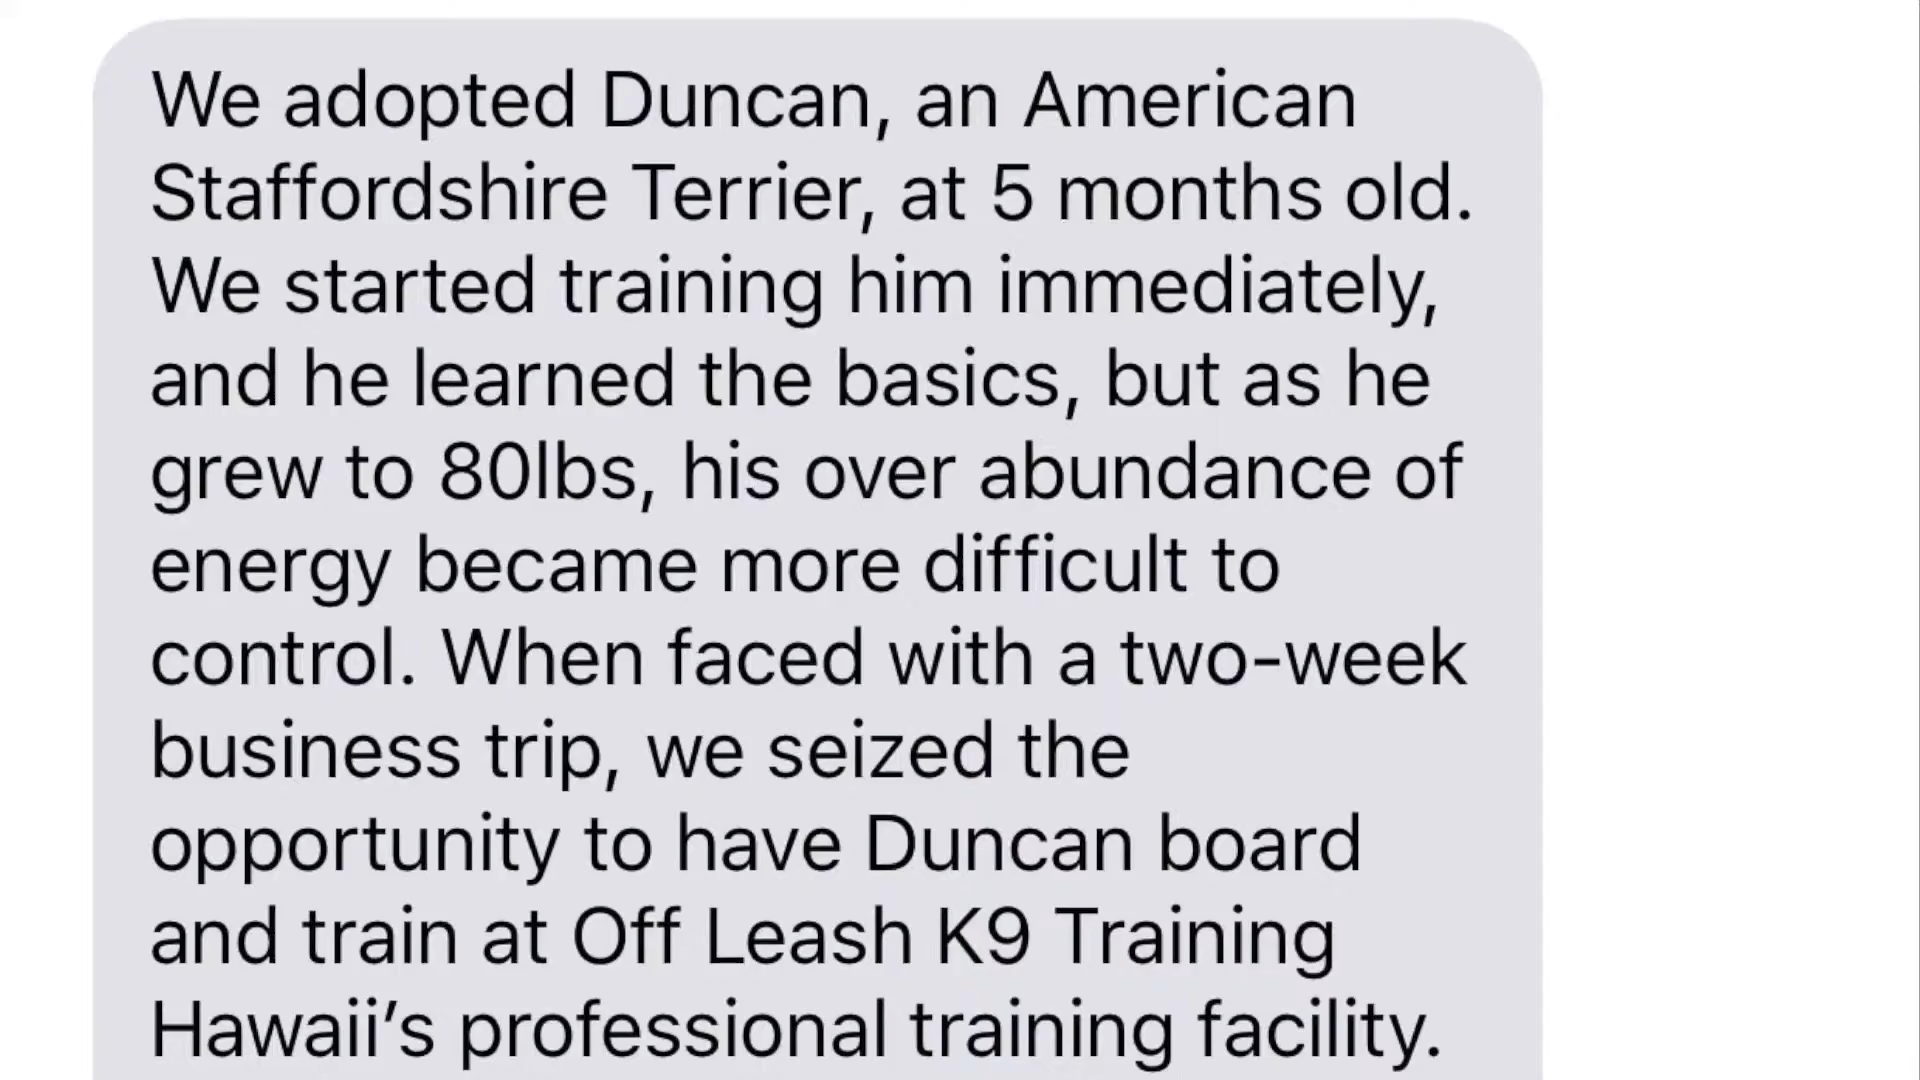 We adopted Duncan, an American
Staffordshire Terrier, at 5 months old.
We started training him immediately,
and he learned the basics, but as he
grew to 80lbs, his over abundance of
energy became more difficult to
control. When faced with a two-week
business trip, we seized the
opportunity to have Duncan board
and train at Off Leash K9 Training
Hawaii’s professional training facility.